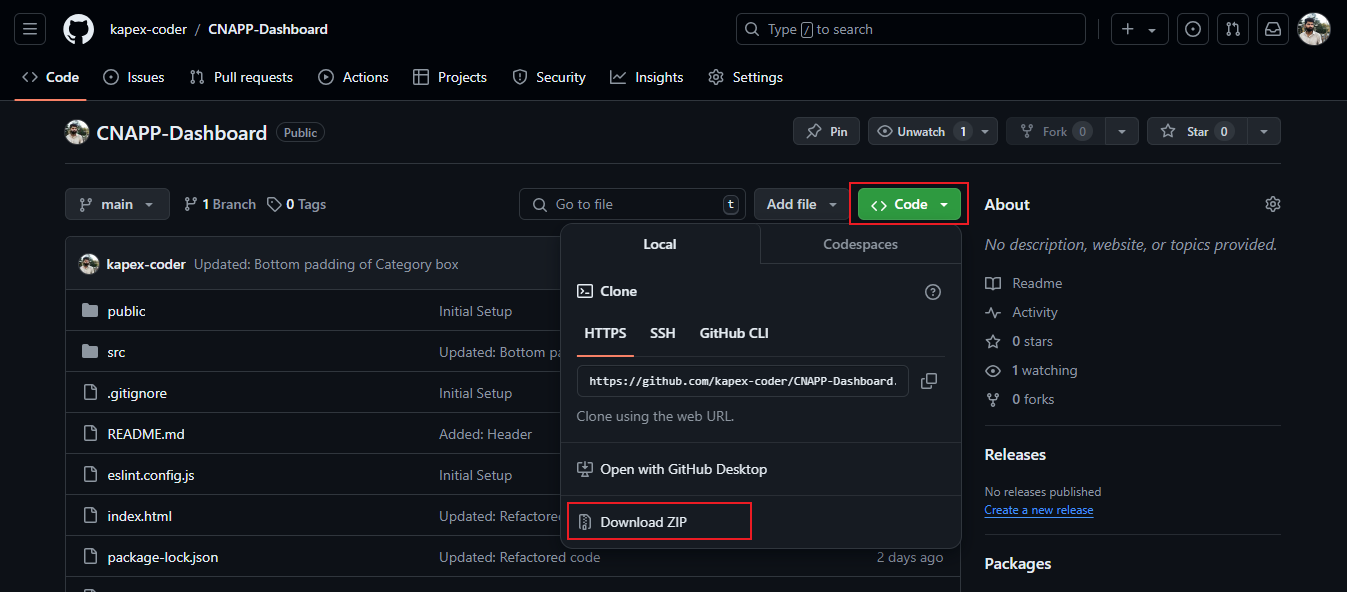 kapex-coder / CNAPP-Dashboard
Type / to search
Code
Issues
Pull requests
Actions
Projects
Security
Insights
Settings
CNAPP-Dashboard Public
Pin
Unwatch 1
Fork 0
Star 0
main
1 Branch
0 Tags
Go to file t
Add file
Code
kapex-coder Updated: Bottom padding of Category box
public Initial Setup
src Updated: Bottom pa
.gitignore Initial Setup
README.md Added: Header
eslint.config.js Initial Setup
index.html Updated: Refactored
package-lock.json Updated: Refactored code 2 days ago
Local
Codespaces
Clone
HTTPS
SSH
GitHub CLI
https://github.com/kapex-coder/CNAPP-Dashboard.
Clone using the web URL.
Open with GitHub Desktop
Download ZIP
About
No description, website, or topics provided.
Readme
Activity
0 stars
1 watching
0 forks
Releases
No releases published
Create a new release
Packages